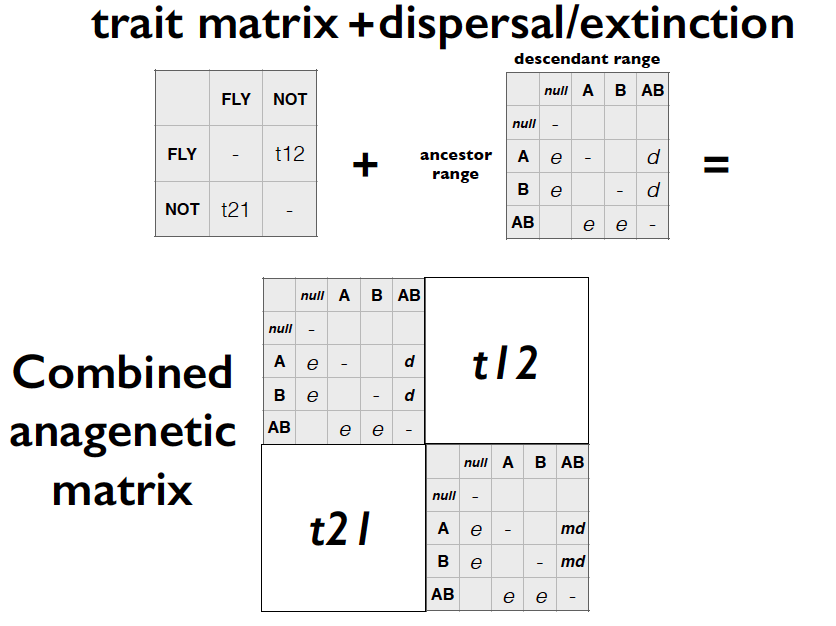 trait matrix + dispersal/extinction
descendant range
FLY NOT
FLY - t12
NOT t21 -
+
ancestor
range
null A B AB
null -
A e - d
B e - d
AB e e -
=
Combined
anagenetic
matrix
null A B AB
null -
A e - d
B e - d
AB e e -
t12
t21
null A B AB
null -
A e - md
B e - md
AB e e -